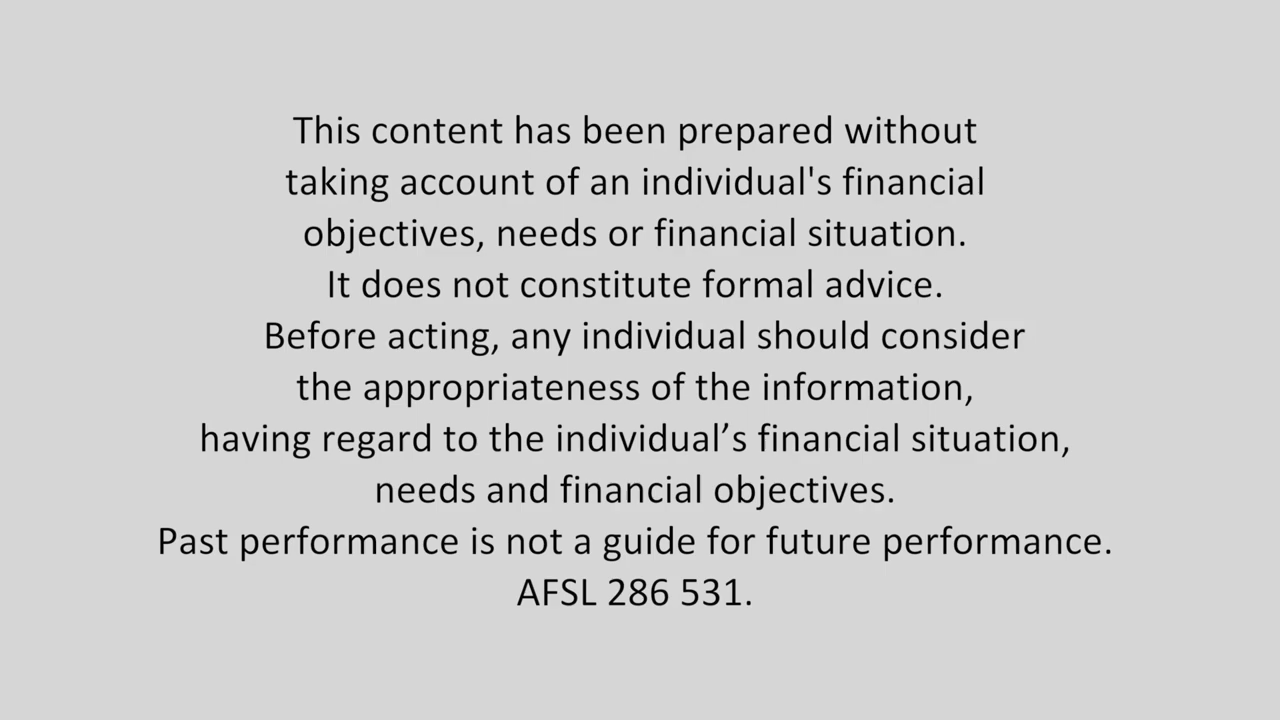 This content has been prepared without
taking account of an individual's financial
objectives, needs or financial situation.
It does not constitute formal advice.
Before acting, any individual should consider
the appropriateness of the information,
having regard to the individual’s financial situation,
needs and financial objectives.
Past performance is not a guide for future performance.
AFSL 286 531.